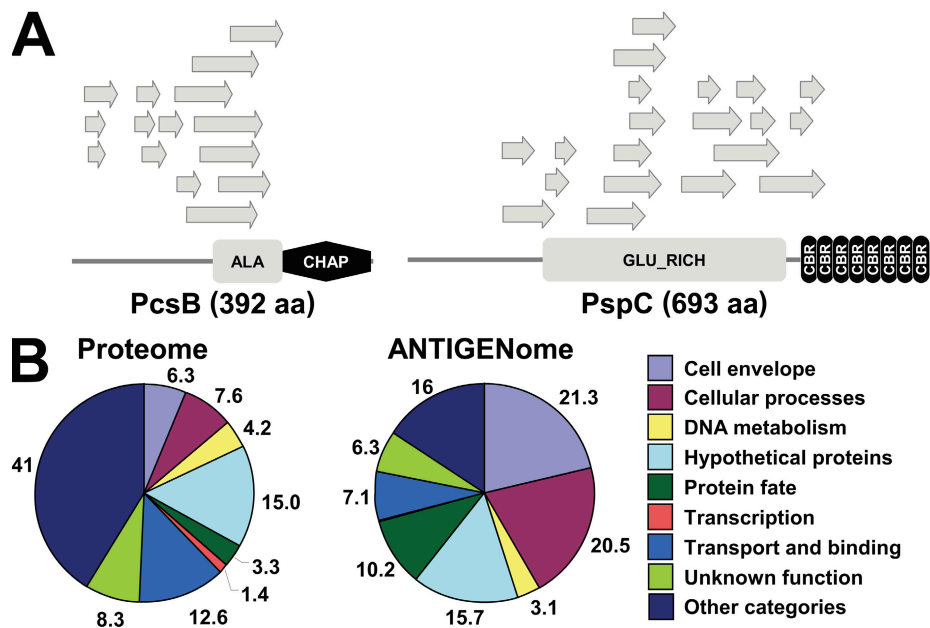 A
ALA
CHAP
PcsB (392 aa)
GLU_RICH
CBR
CBR
CBR
CBR
CBR
CBR
CBR
CBR
PspC (693 aa)
B
Proteome
6.3
7.6
4.2
15.0
3.3
1.4
12.6
8.3
41
ANTIGENome
21.3
20.5
3.1
15.7
10.2
7.1
6.3
16
Cell envelope
Cellular processes
DNA metabolism
Hypothetical proteins
Protein fate
Transcription
Transport and binding
Unknown function
Other categories